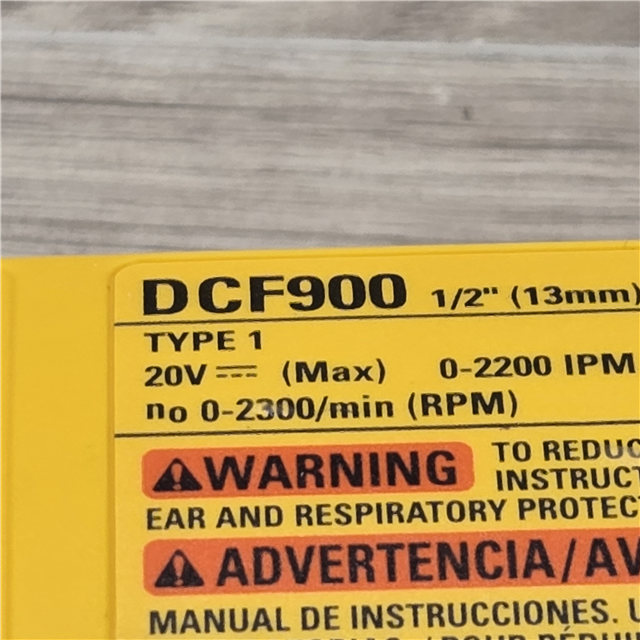 DCF900 1/2" (13mm)
TYPE 1
20V ⎓ (Max) 0-2200 IPM
no 0-2300/min (RPM)
⚠WARNING TO REDUC
INSTRUCT
EAR AND RESPIRATORY PROTEC
⚠ADVERTENCIA/AV
MANUAL DE INSTRUCCIONES.